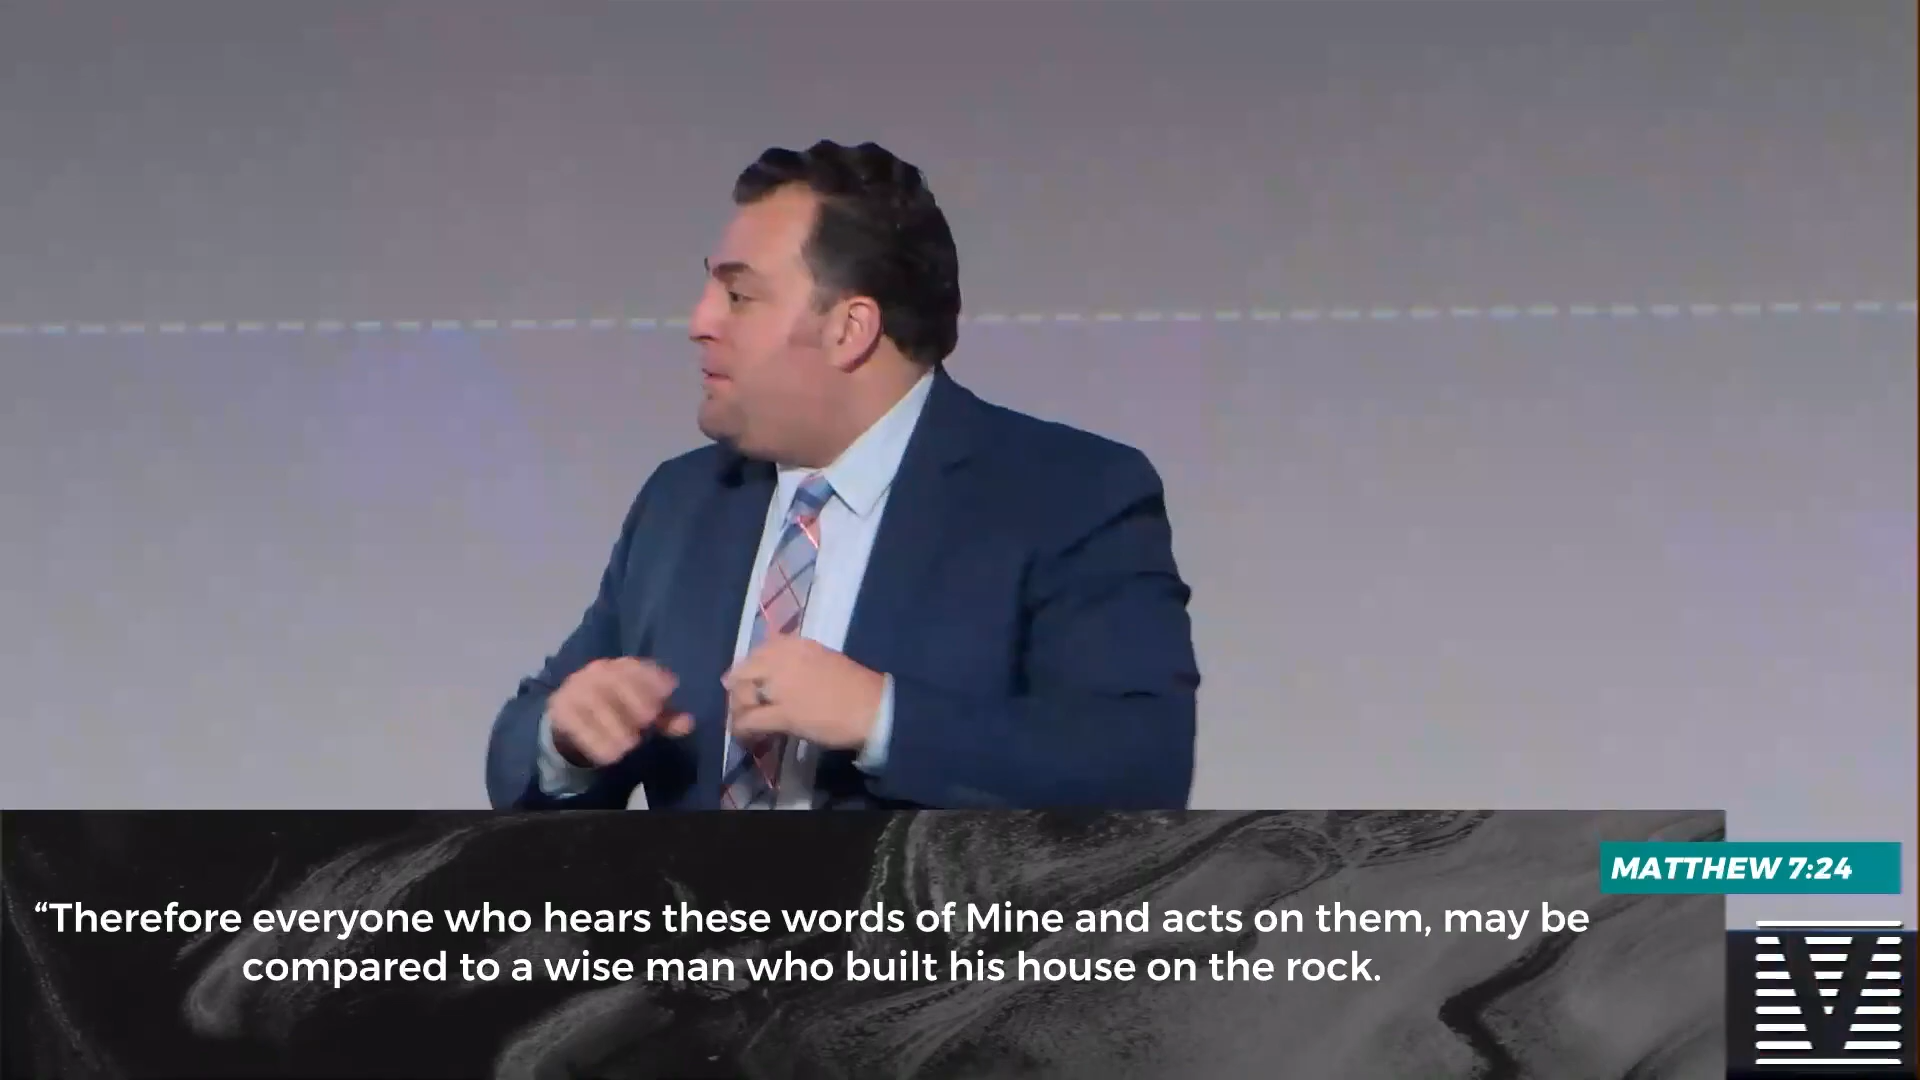 MATTHEW 7:24
“Therefore everyone who hears these words of Mine and acts on them, may be
compared to a wise man who built his house on the rock.
V